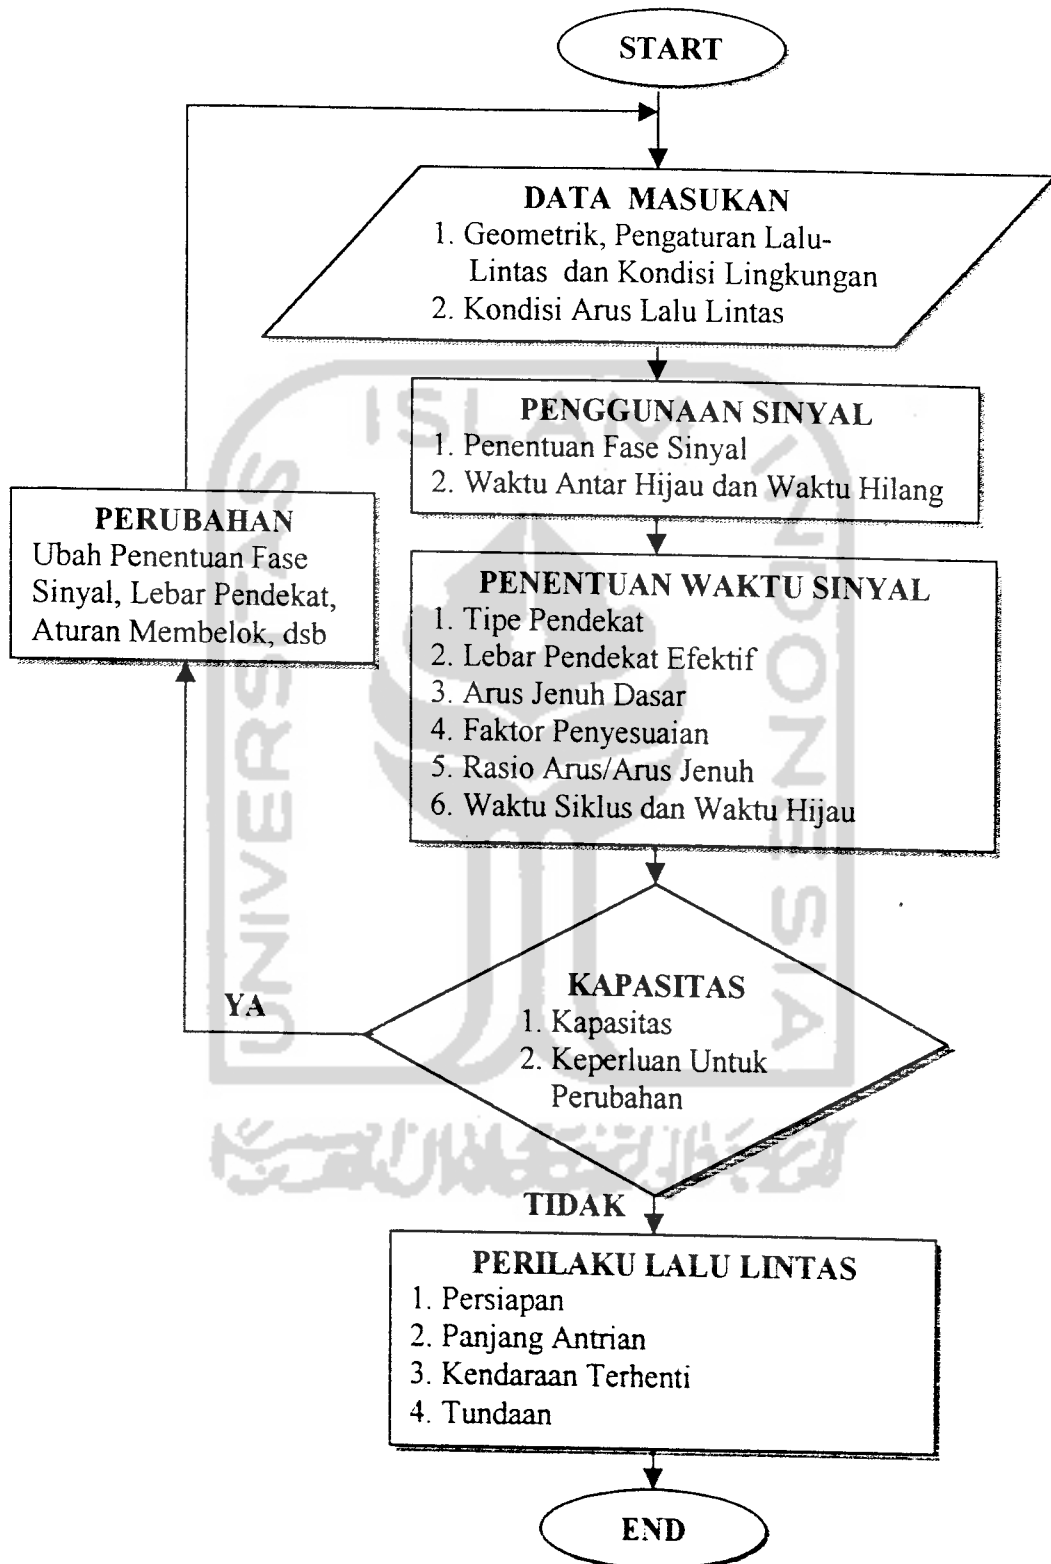 START
DATA MASUKAN
1. Geometrik, Pengaturan Lalu-
Lintas dan Kondisi Lingkungan
2. Kondisi Arus Lalu Lintas
PENGGUNAAN SINYAL
1. Penentuan Fase Sinyal
2. Waktu Antar Hijau dan Waktu Hilang
PERUBAHAN
Ubah Penentuan Fase
Sinyal, Lebar Pendekat,
Aturan Membelok, dsb
PENENTUAN WAKTU SINYAL
1. Tipe Pendekat
2. Lebar Pendekat Efektif
3. Arus Jenuh Dasar
4. Faktor Penyesuaian
5. Rasio Arus/Arus Jenuh
6. Waktu Siklus dan Waktu Hijau
YA
KAPASITAS
1. Kapasitas
2. Keperluan Untuk
Perubahan
TIDAK
PERILAKU LALU LINTAS
1. Persiapan
2. Panjang Antrian
3. Kendaraan Terhenti
4. Tundaan
END
UNIVERSITAS
ISLAM
INDONESIA